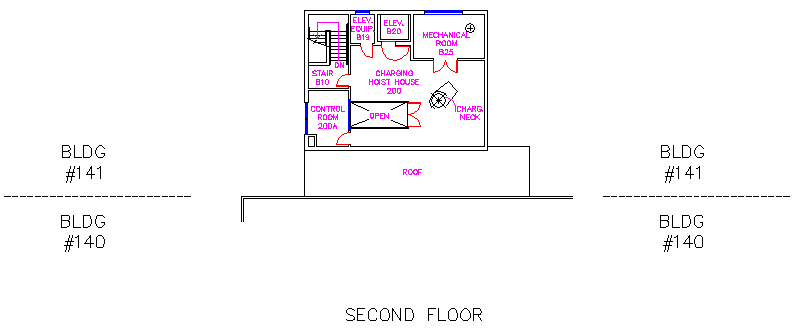 ELEV.
EQUIP.
B19
ELEV.
B20
MECHANICAL
ROOM
B25
DN
STAIR
B10
CHARGING
HOIST HOUSE
200
CONTROL
ROOM
200A
OPEN
CHARG.
NECK
ROOF
BLDG
#141
BLDG
#141
BLDG
#140
BLDG
#140
SECOND FLOOR